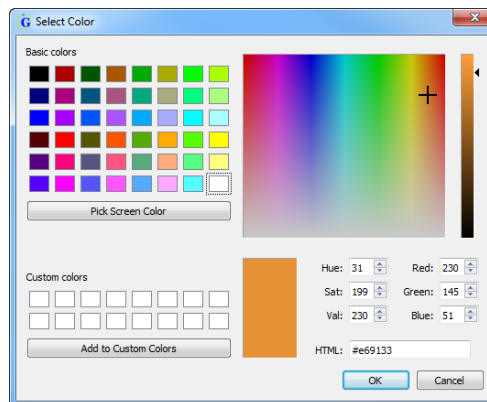 Select Color
Basic colors
Pick Screen Color
Custom colors
Add to Custom Colors
Hue: 31
Red: 230
Sat: 199
Green: 145
Val: 230
Blue: 51
HTML: #e69133
OK
Cancel